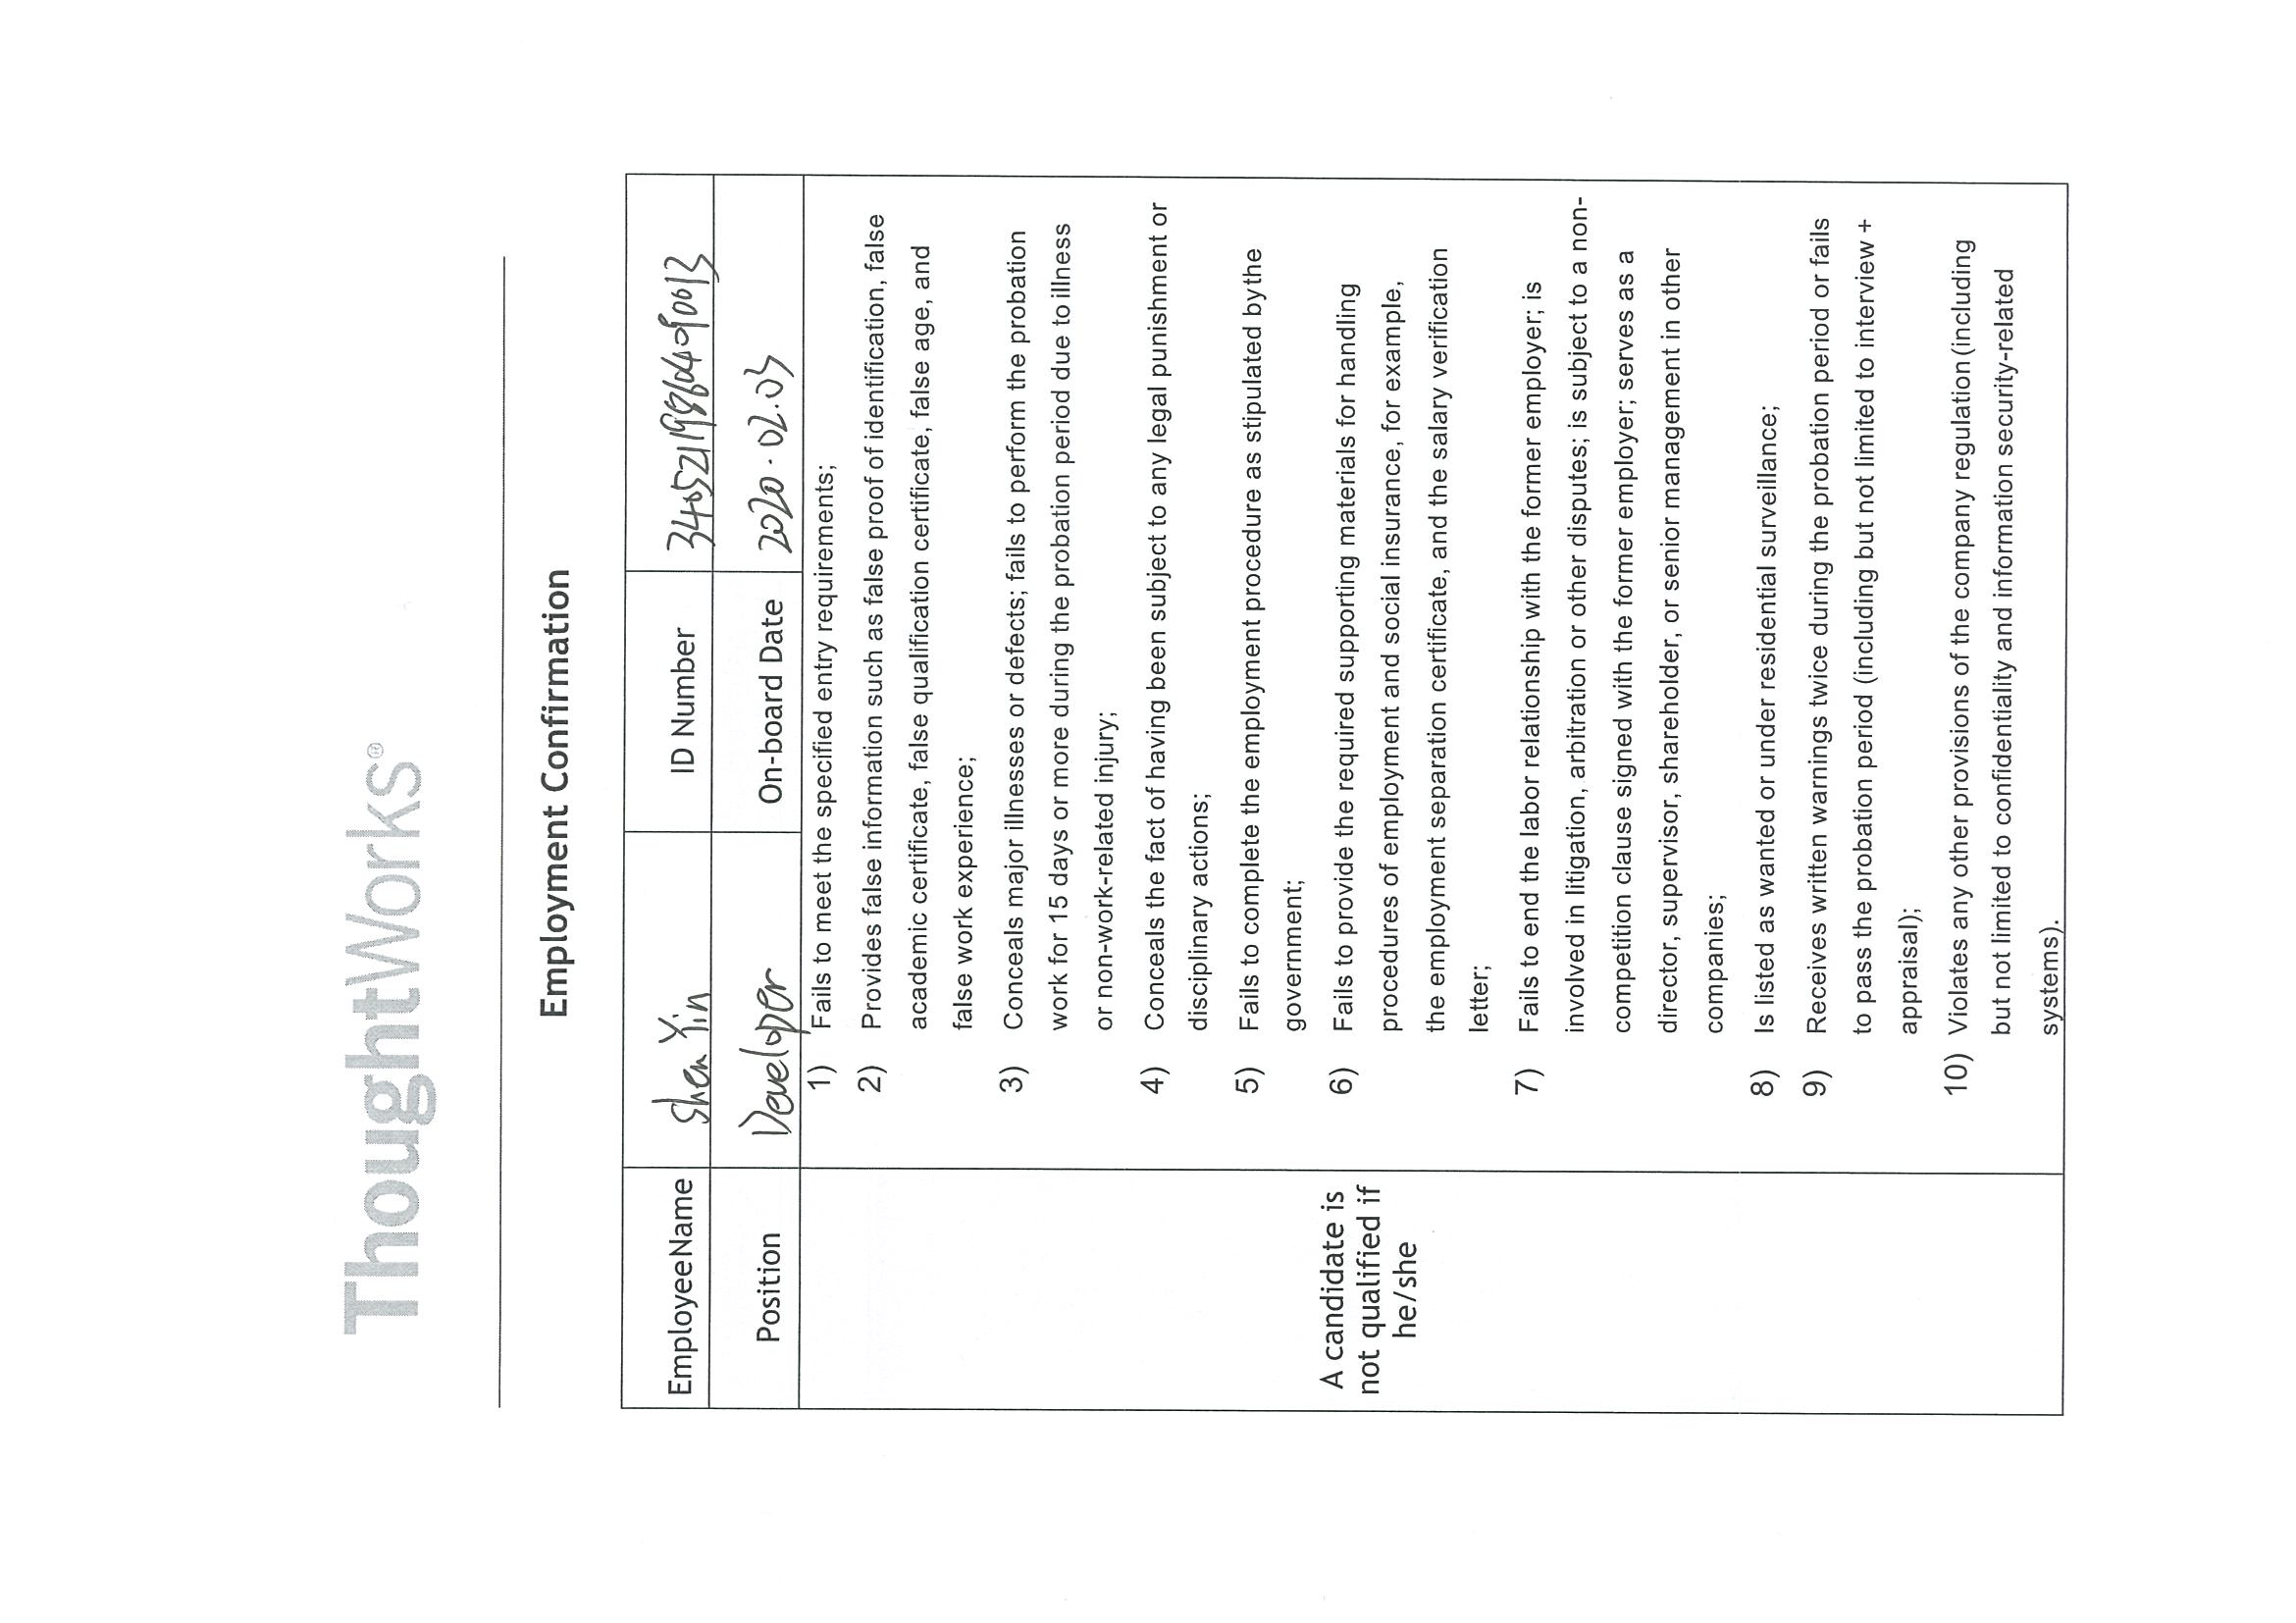 ThoughtWorks®
Employment Confirmation
EmployeeName Shen Yin ID Number 340521198604090013
Position Developer On-board Date 2020.02.03
A candidate is
not qualified if
he/she
1) Fails to meet the specified entry requirements;
2) Provides false information such as false proof of identification, false
academic certificate, false qualification certificate, false age, and
false work experience;
3) Conceals major illnesses or defects; fails to perform the probation
work for 15 days or more during the probation period due to illness
or non-work-related injury;
4) Conceals the fact of having been subject to any legal punishment or
disciplinary actions;
5) Fails to complete the employment procedure as stipulated bythe
government;
6) Fails to provide the required supporting materials for handling
procedures of employment and social insurance, for example,
the employment separation certificate, and the salary verification
letter;
7) Fails to end the labor relationship with the former employer; is
involved in litigation, arbitration or other disputes; is subject to a non-
competition clause signed with the former employer; serves as a
director, supervisor, shareholder, or senior management in other
companies;
8) Is listed as wanted or under residential surveillance;
9) Receives written warnings twice during the probation period or fails
to pass the probation period (including but not limited to interview +
appraisal);
10) Violates any other provisions of the company regulation (including
but not limited to confidentiality and information security-related
systems).